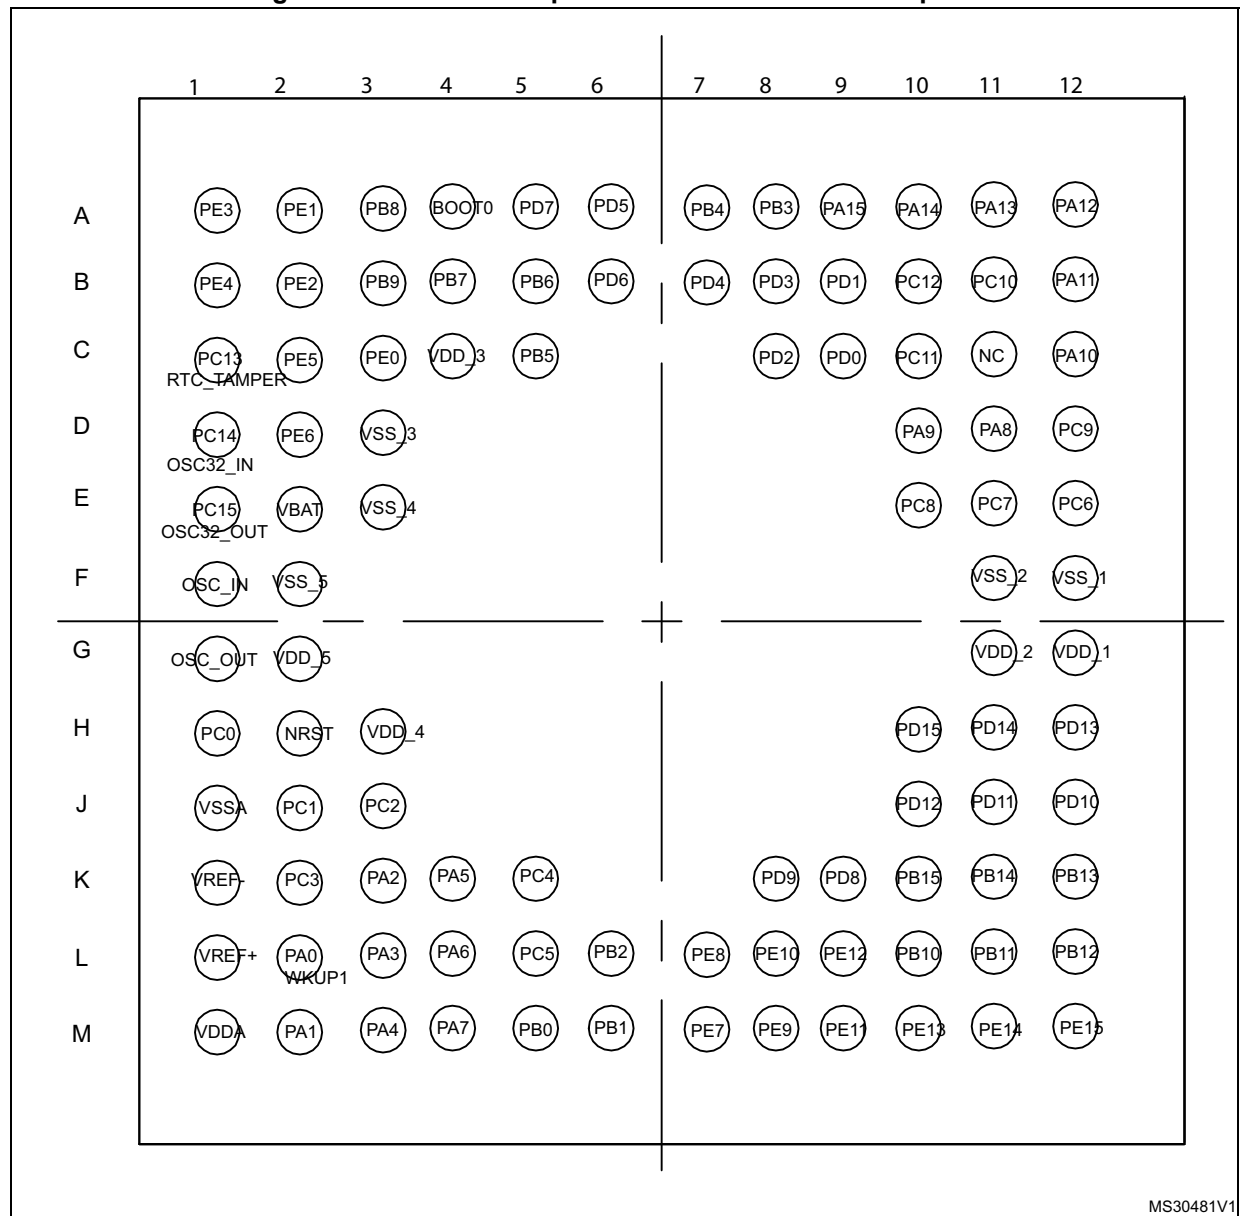 1 2 3 4 5 6 7 8 9 10 11 12
A PE3 PE1 PB8 BOOT0 PD7 PD5 PB4 PB3 PA15 PA14 PA13 PA12
B PE4 PE2 PB9 PB7 PB6 PD6 PD4 PD3 PD1 PC12 PC10 PA11
C PC13 PE5 PE0 VDD_3 PB5 PD2 PD0 PC11 NC PA10
RTC_TAMPER
D PC14 PE6 VSS_3 PA9 PA8 PC9
OSC32_IN
E PC15 VBAT VSS_4 PC8 PC7 PC6
OSC32_OUT
F OSC_IN VSS_5 VSS_2 VSS_1
G OSC_OUT VDD_5 VDD_2 VDD_1
H PC0 NRST VDD_4 PD15 PD14 PD13
J VSSA PC1 PC2 PD12 PD11 PD10
K VREF- PC3 PA2 PA5 PC4 PD9 PD8 PB15 PB14 PB13
L VREF+ PA0 PA3 PA6 PC5 PB2 PE8 PE10 PE12 PB10 PB11 PB12
WKUP1
M VDDA PA1 PA4 PA7 PB0 PB1 PE7 PE9 PE11 PE13 PE14 PE15
MS30481V1